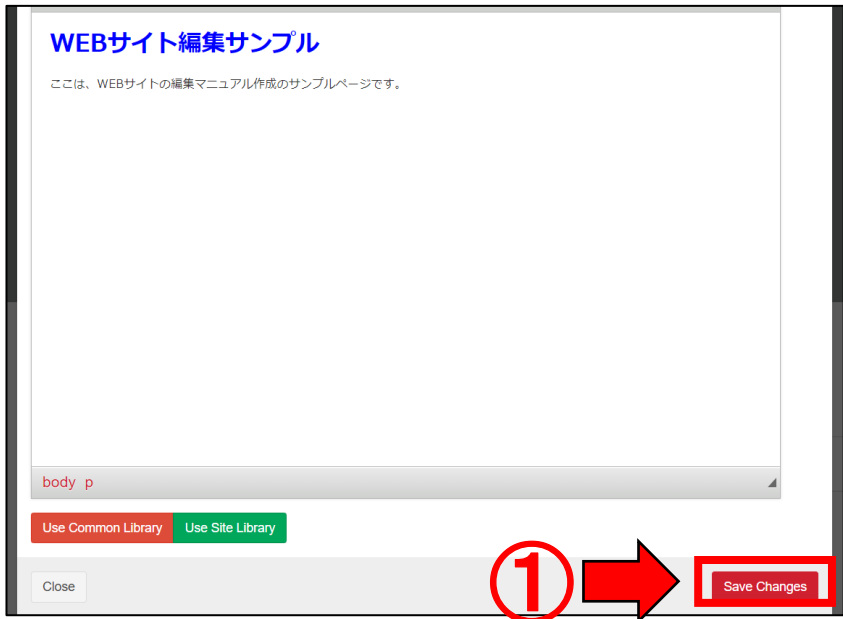 WEBサイト編集サンプル
ここは、WEBサイトの編集マニュアル作成のサンプルページです。
body p
Use Common Library Use Site Library
Close ① Save Changes